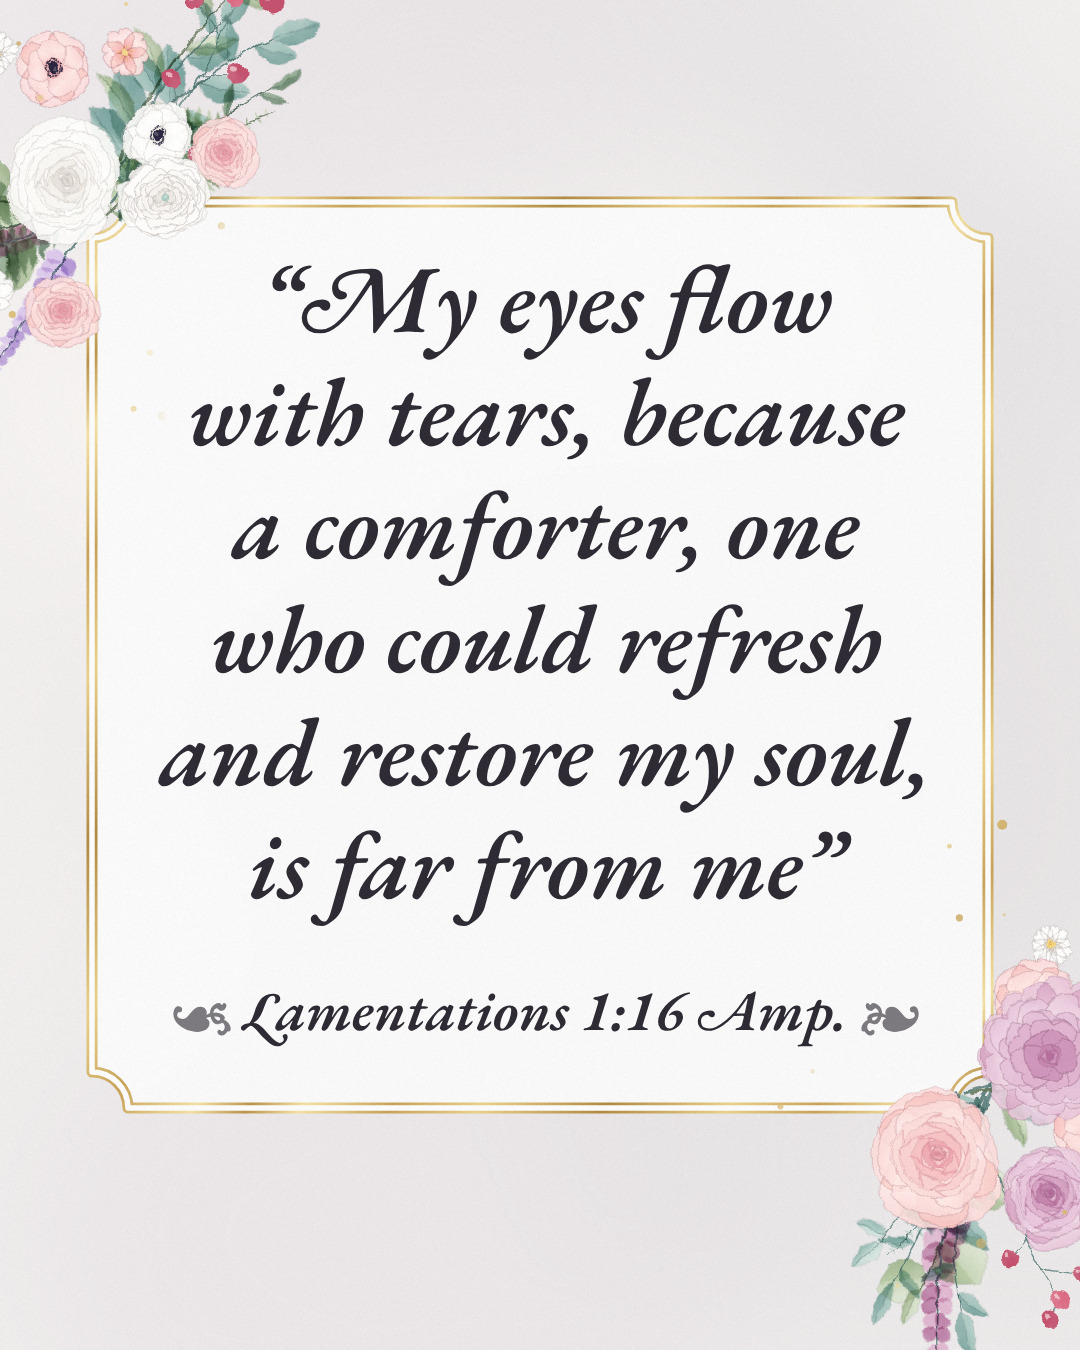 “My eyes flow
with tears, because
a comforter, one
who could refresh
and restore my soul,
is far from me”
Lamentations 1:16 Amp.